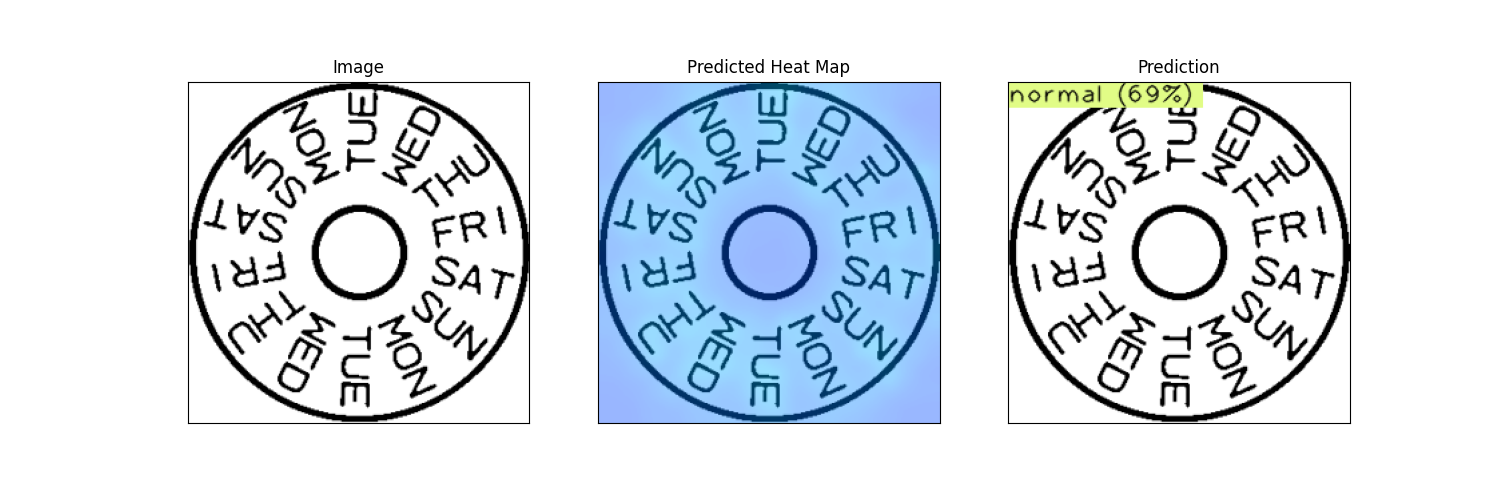 Image
TUE
WED
THU
FRI
SAT
SUN
MON
TUE
WED
THU
FRI
SAT
SUN
MON
Predicted Heat Map
TUE
WED
THU
FRI
SAT
SUN
MON
TUE
WED
THU
FRI
SAT
SUN
MON
Prediction
normal (69%)
TUE
WED
THU
FRI
SAT
SUN
MON
TUE
WED
THU
FRI
SAT
SUN
MON